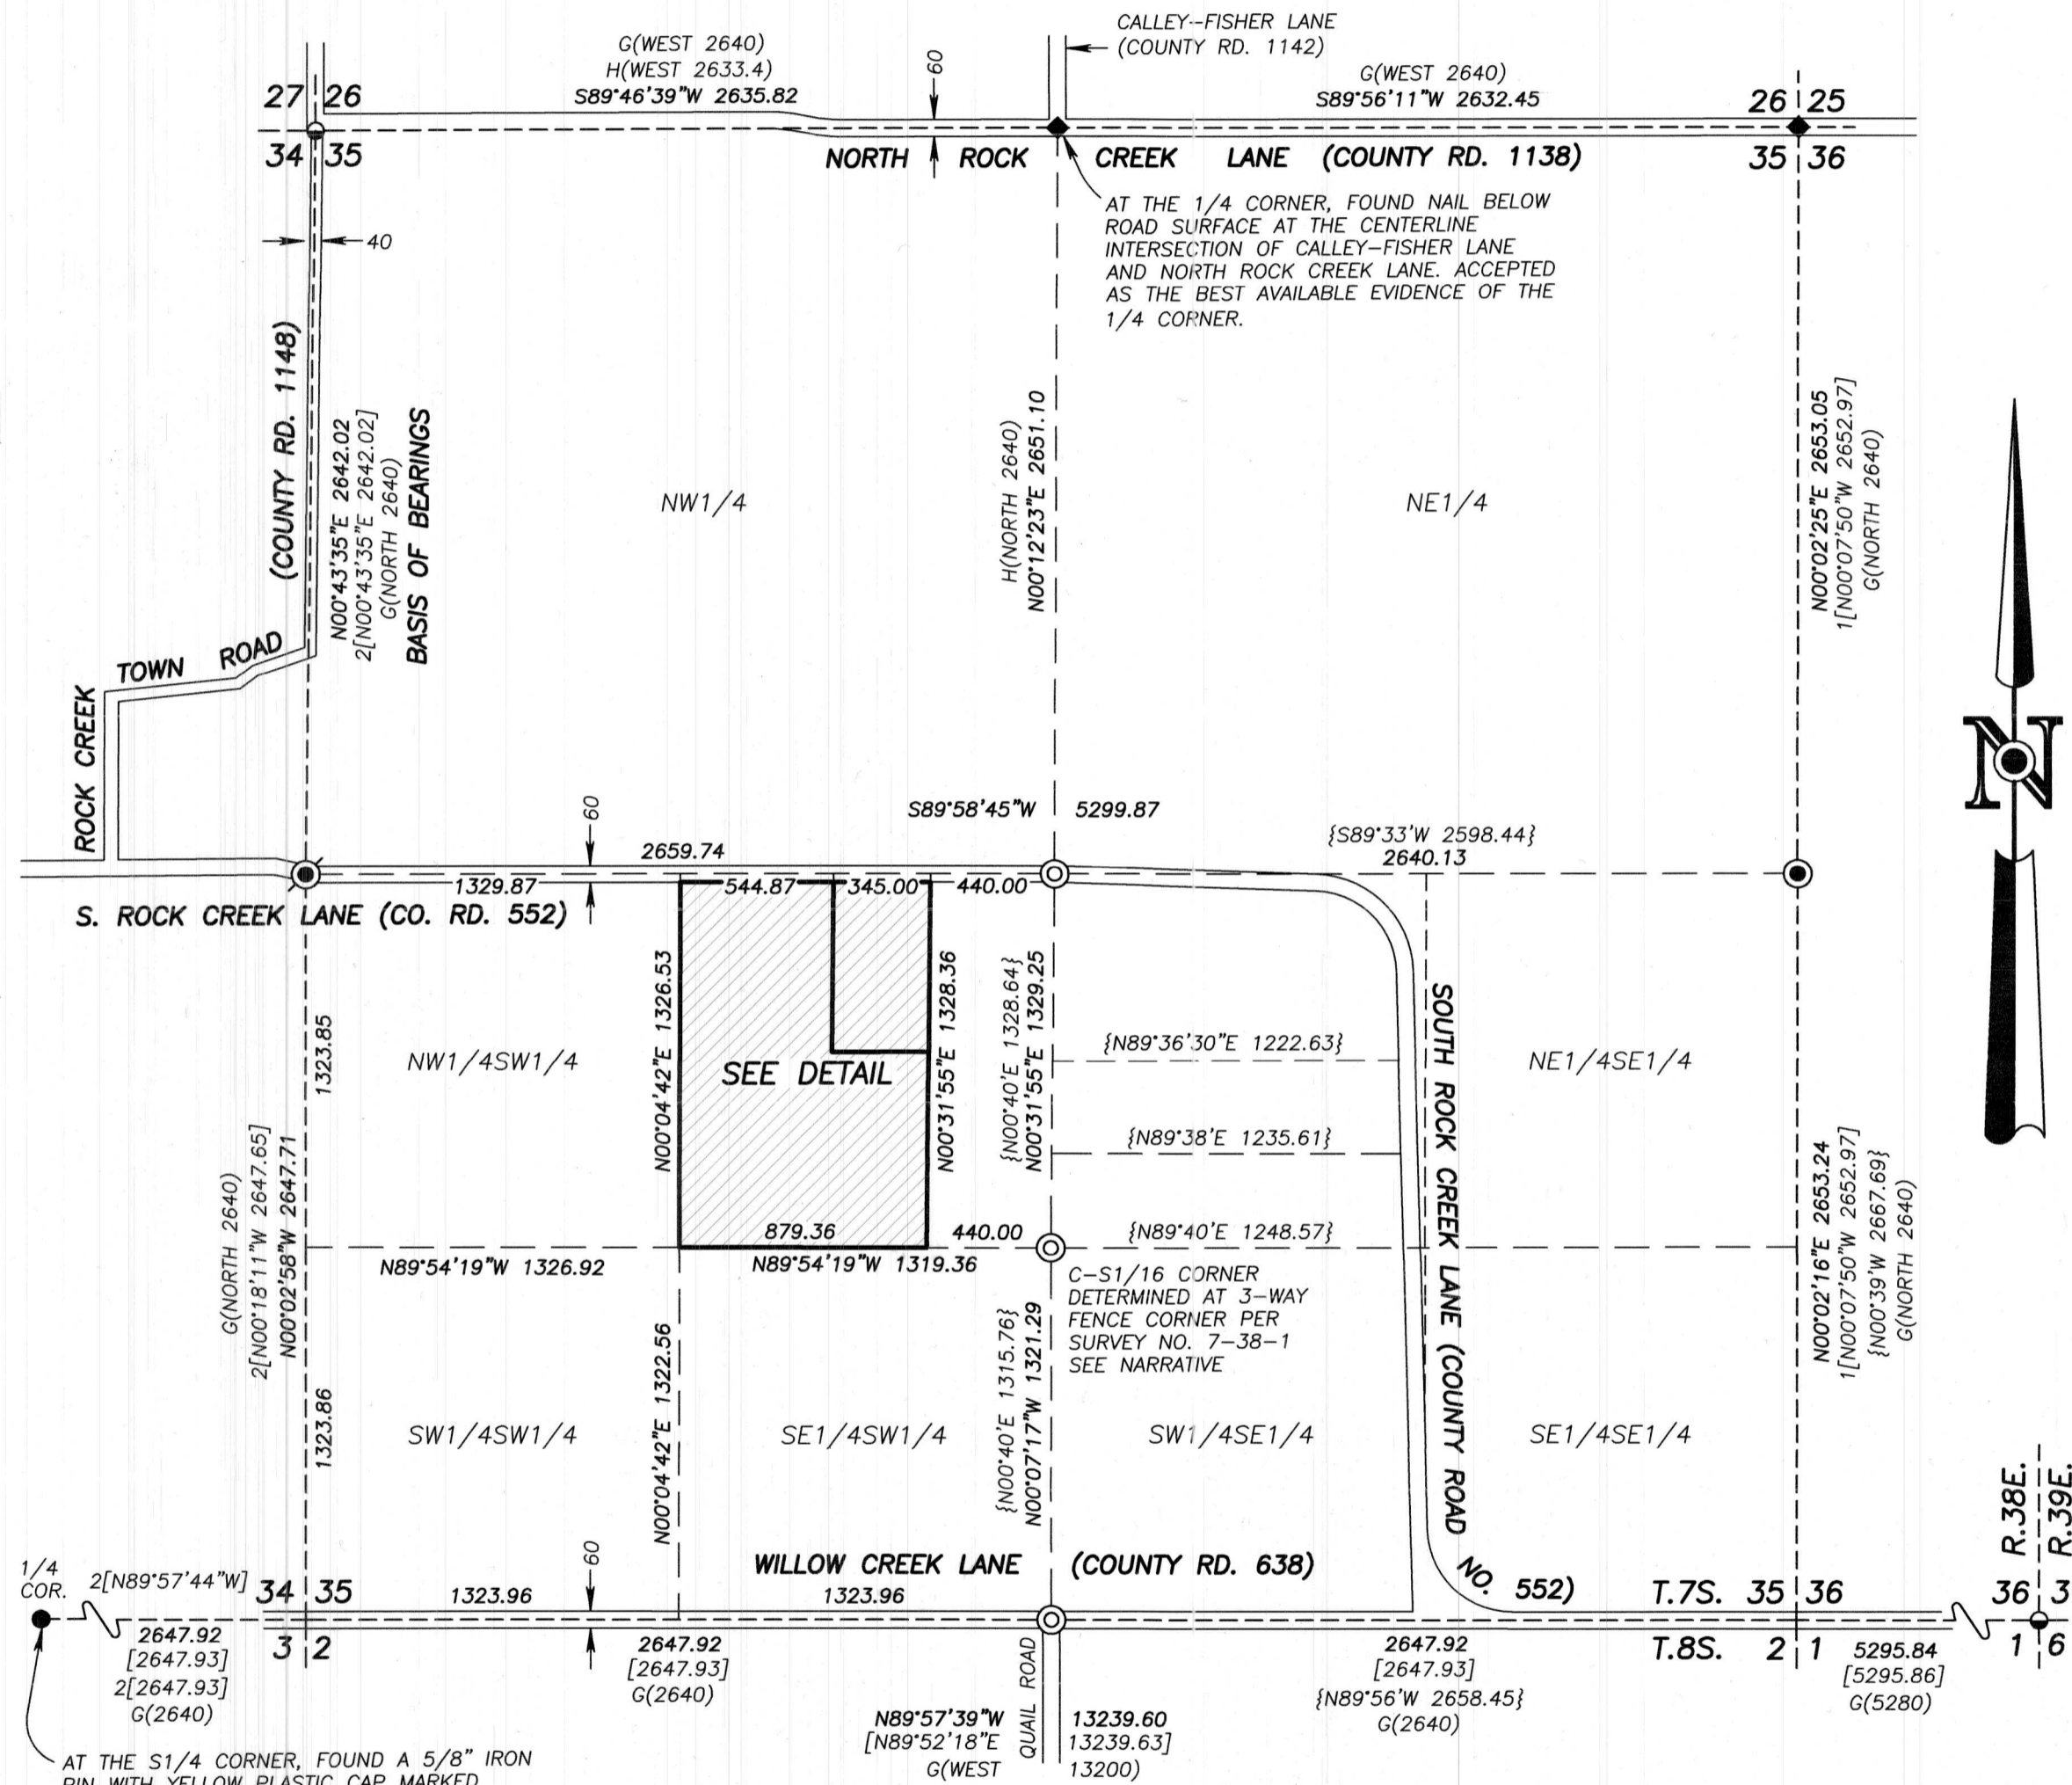 CALLEY-FISHER LANE
(COUNTY RD. 1142)
G(WEST 2640)
H(WEST 2633.4)
S89°46'39"W 2635.82
60
G(WEST 2640)
S89°56'11"W 2632.45
27 26
34 35
26 25
35 36
NORTH ROCK CREEK LANE (COUNTY RD. 1138)
AT THE 1/4 CORNER, FOUND NAIL BELOW
ROAD SURFACE AT THE CENTERLINE
INTERSECTION OF CALLEY-FISHER LANE
AND NORTH ROCK CREEK LANE. ACCEPTED
AS THE BEST AVAILABLE EVIDENCE OF THE
1/4 CORNER.
40
(COUNTY RD. 1148)
N00°43'35"E 2642.02
2[N00°43'35"E 2642.02]
G(NORTH 2640)
BASIS OF BEARINGS
NW1/4
H(NORTH 2640)
N00°12'23"E 2651.10
NE1/4
N00°02'25"E 2653.05
1[N00°07'50"W 2652.97]
G(NORTH 2640)
ROCK CREEK
TOWN ROAD
N
S89°58'45"W 5299.87
60
2659.74
{S89°33'W 2598.44}
2640.13
1329.87
544.87
345.00
440.00
S. ROCK CREEK LANE (CO. RD. 552)
N00°04'42"E 1326.53
N00°31'55"E 1328.36
{N00°40'E 1328.64}
N00°31'55"E 1329.25
1323.85
NW1/4SW1/4
SEE DETAIL
{N89°36'30"E 1222.63}
{N89°38'E 1235.61}
{N89°40'E 1248.57}
NE1/4SE1/4
SOUTH ROCK CREEK LANE (COUNTY ROAD NO. 552)
G(NORTH 2640)
2[N00°18'11"W 2647.65]
N00°02'58"W 2647.71
879.36
440.00
N89°54'19"W 1326.92
N89°54'19"W 1319.36
C-S1/16 CORNER
DETERMINED AT 3-WAY
FENCE CORNER PER
SURVEY NO. 7-38-1
SEE NARRATIVE
N00°02'16"E 2653.24
1[N00°07'50"W 2652.97]
{N00°39'W 2667.69}
G(NORTH 2640)
1323.86
N00°04'42"E 1322.56
{N00°40'E 1315.76}
N00°07'17"W 1321.29
SW1/4SW1/4
SE1/4SW1/4
SW1/4SE1/4
SE1/4SE1/4
R.38E.
R.39E.
WILLOW CREEK LANE (COUNTY RD. 638)
60
1/4
COR.
2[N89°57'44"W]
34 35
3 2
1323.96
1323.96
T.7S. 35 36
T.8S. 2 1
36 3
1 6
2647.92
[2647.93]
2[2647.93]
G(2640)
2647.92
[2647.93]
G(2640)
QUAIL ROAD
2647.92
[2647.93]
{N89°56'W 2658.45}
G(2640)
5295.84
[5295.86]
G(5280)
N89°57'39"W 13239.60
[N89°52'18"E 13239.63]
G(WEST 13200)
AT THE S1/4 CORNER, FOUND A 5/8" IRON
PIN WITH YELLOW PLASTIC CAP MARKED